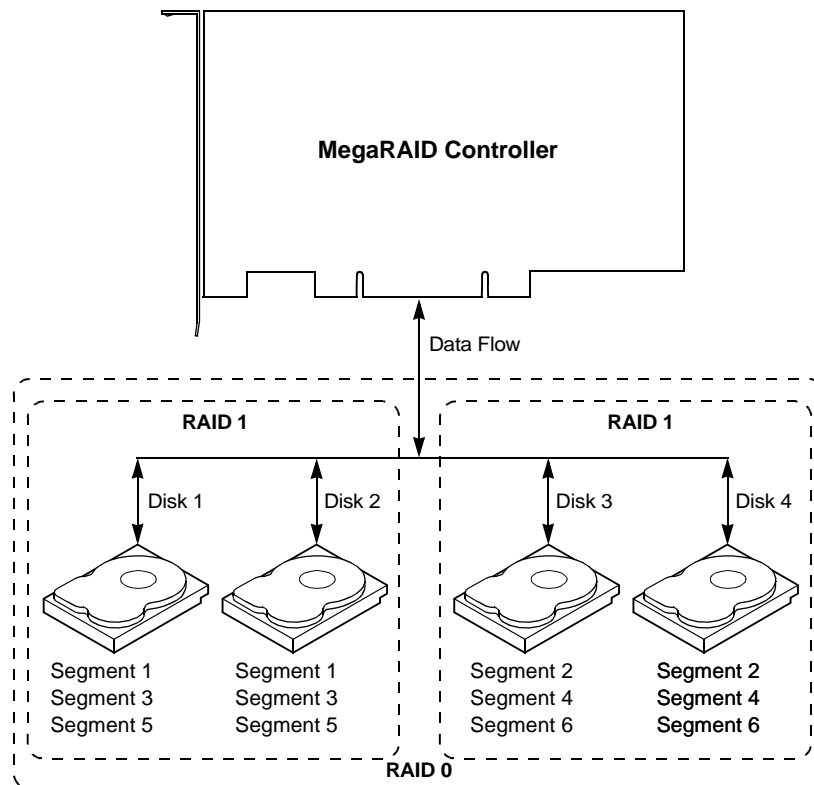 MegaRAID Controller
Data Flow
RAID 1
RAID 1
Disk 1
Disk 2
Disk 3
Disk 4
Segment 1
Segment 3
Segment 5
Segment 1
Segment 3
Segment 5
Segment 2
Segment 4
Segment 6
Segment 2
Segment 4
Segment 6
RAID 0